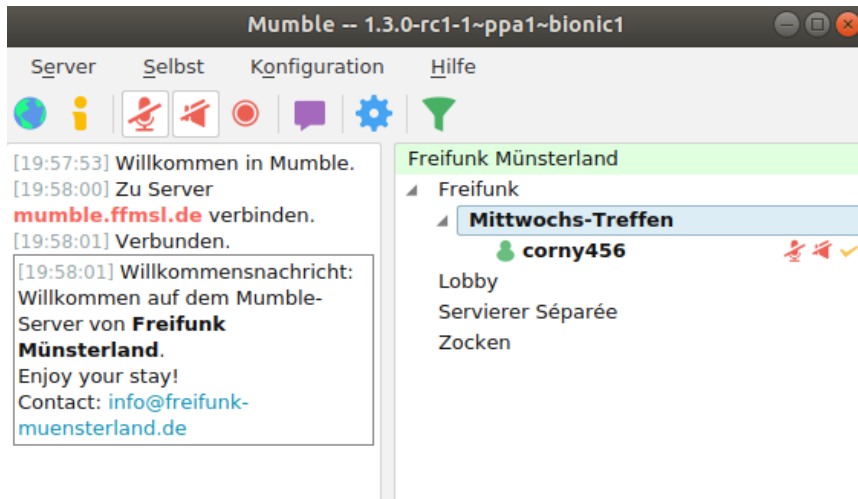 Mumble -- 1.3.0-rc1-1~ppa1~bionic1
Server Selbst Konfiguration Hilfe
[19:57:53] Willkommen in Mumble.
[19:58:00] Zu Server
mumble.ffmsl.de verbinden.
[19:58:01] Verbunden.
[19:58:01] Willkommensnachricht:
Willkommen auf dem Mumble-
Server von Freifunk
Münsterland.
Enjoy your stay!
Contact: info@freifunk-
muensterland.de
Freifunk Münsterland
Freifunk
Mittwochs-Treffen
corny456
Lobby
Servierer Séparée
Zocken